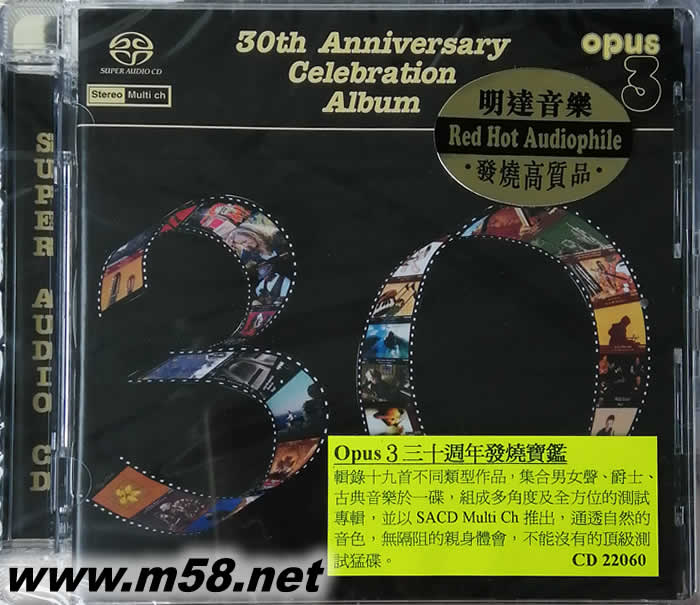 SUPER AUDIO CD
SUPER AUDIO CD
Stereo Multi ch
30th Anniversary
Celebration
Album
opus
3
明達音樂
Red Hot Audiophile
·發燒高質品·
30
Opus 3 三十週年發燒寶鑑
輯錄十九首不同類型作品，集合男女聲、爵士、
古典音樂於一碟，組成多角度及全方位的測試
專輯，並以 SACD Multi Ch 推出，通透自然的
音色，無隔阻的親身體會，不能沒有的頂級測
試猛碟。 CD 22060
www.m58.net